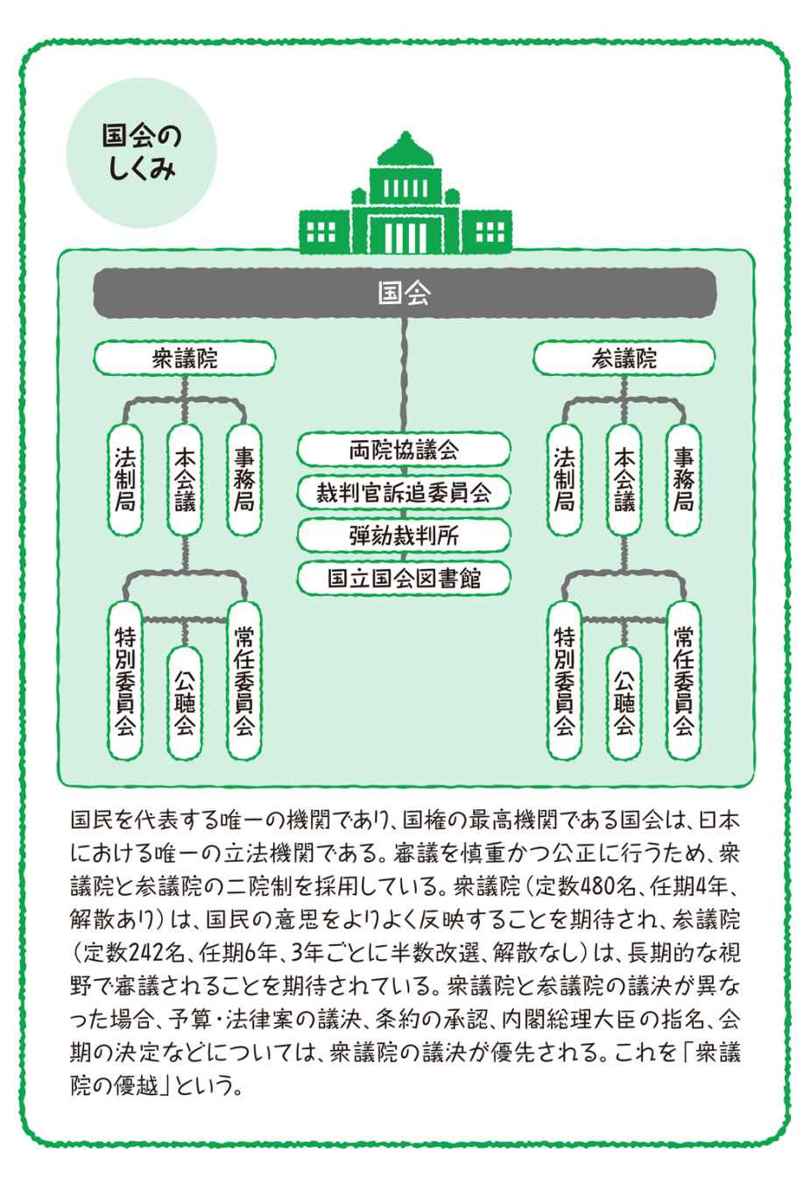 国会の
しくみ
国会
衆議院
参議院
法制局
本会議
事務局
両院協議会
裁判官訴追委員会
弾劾裁判所
国立国会図書館
法制局
本会議
事務局
特別委員会
公聴会
常任委員会
特別委員会
公聴会
常任委員会
国民を代表する唯一の機関であり、国権の最高機関である国会は、日本
における唯一の立法機関である。審議を慎重かつ公正に行うため、衆
議院と参議院の二院制を採用している。衆議院（定数480名、任期4年、
解散あり）は、国民の意思をよりよく反映することを期待され、参議院
（定数242名、任期6年、3年ごとに半数改選、解散なし）は、長期的な視
野で審議されることを期待されている。衆議院と参議院の議決が異な
った場合、予算・法律案の議決、条約の承認、内閣総理大臣の指名、会
期の決定などについては、衆議院の議決が優先される。これを「衆議
院の優越」という。